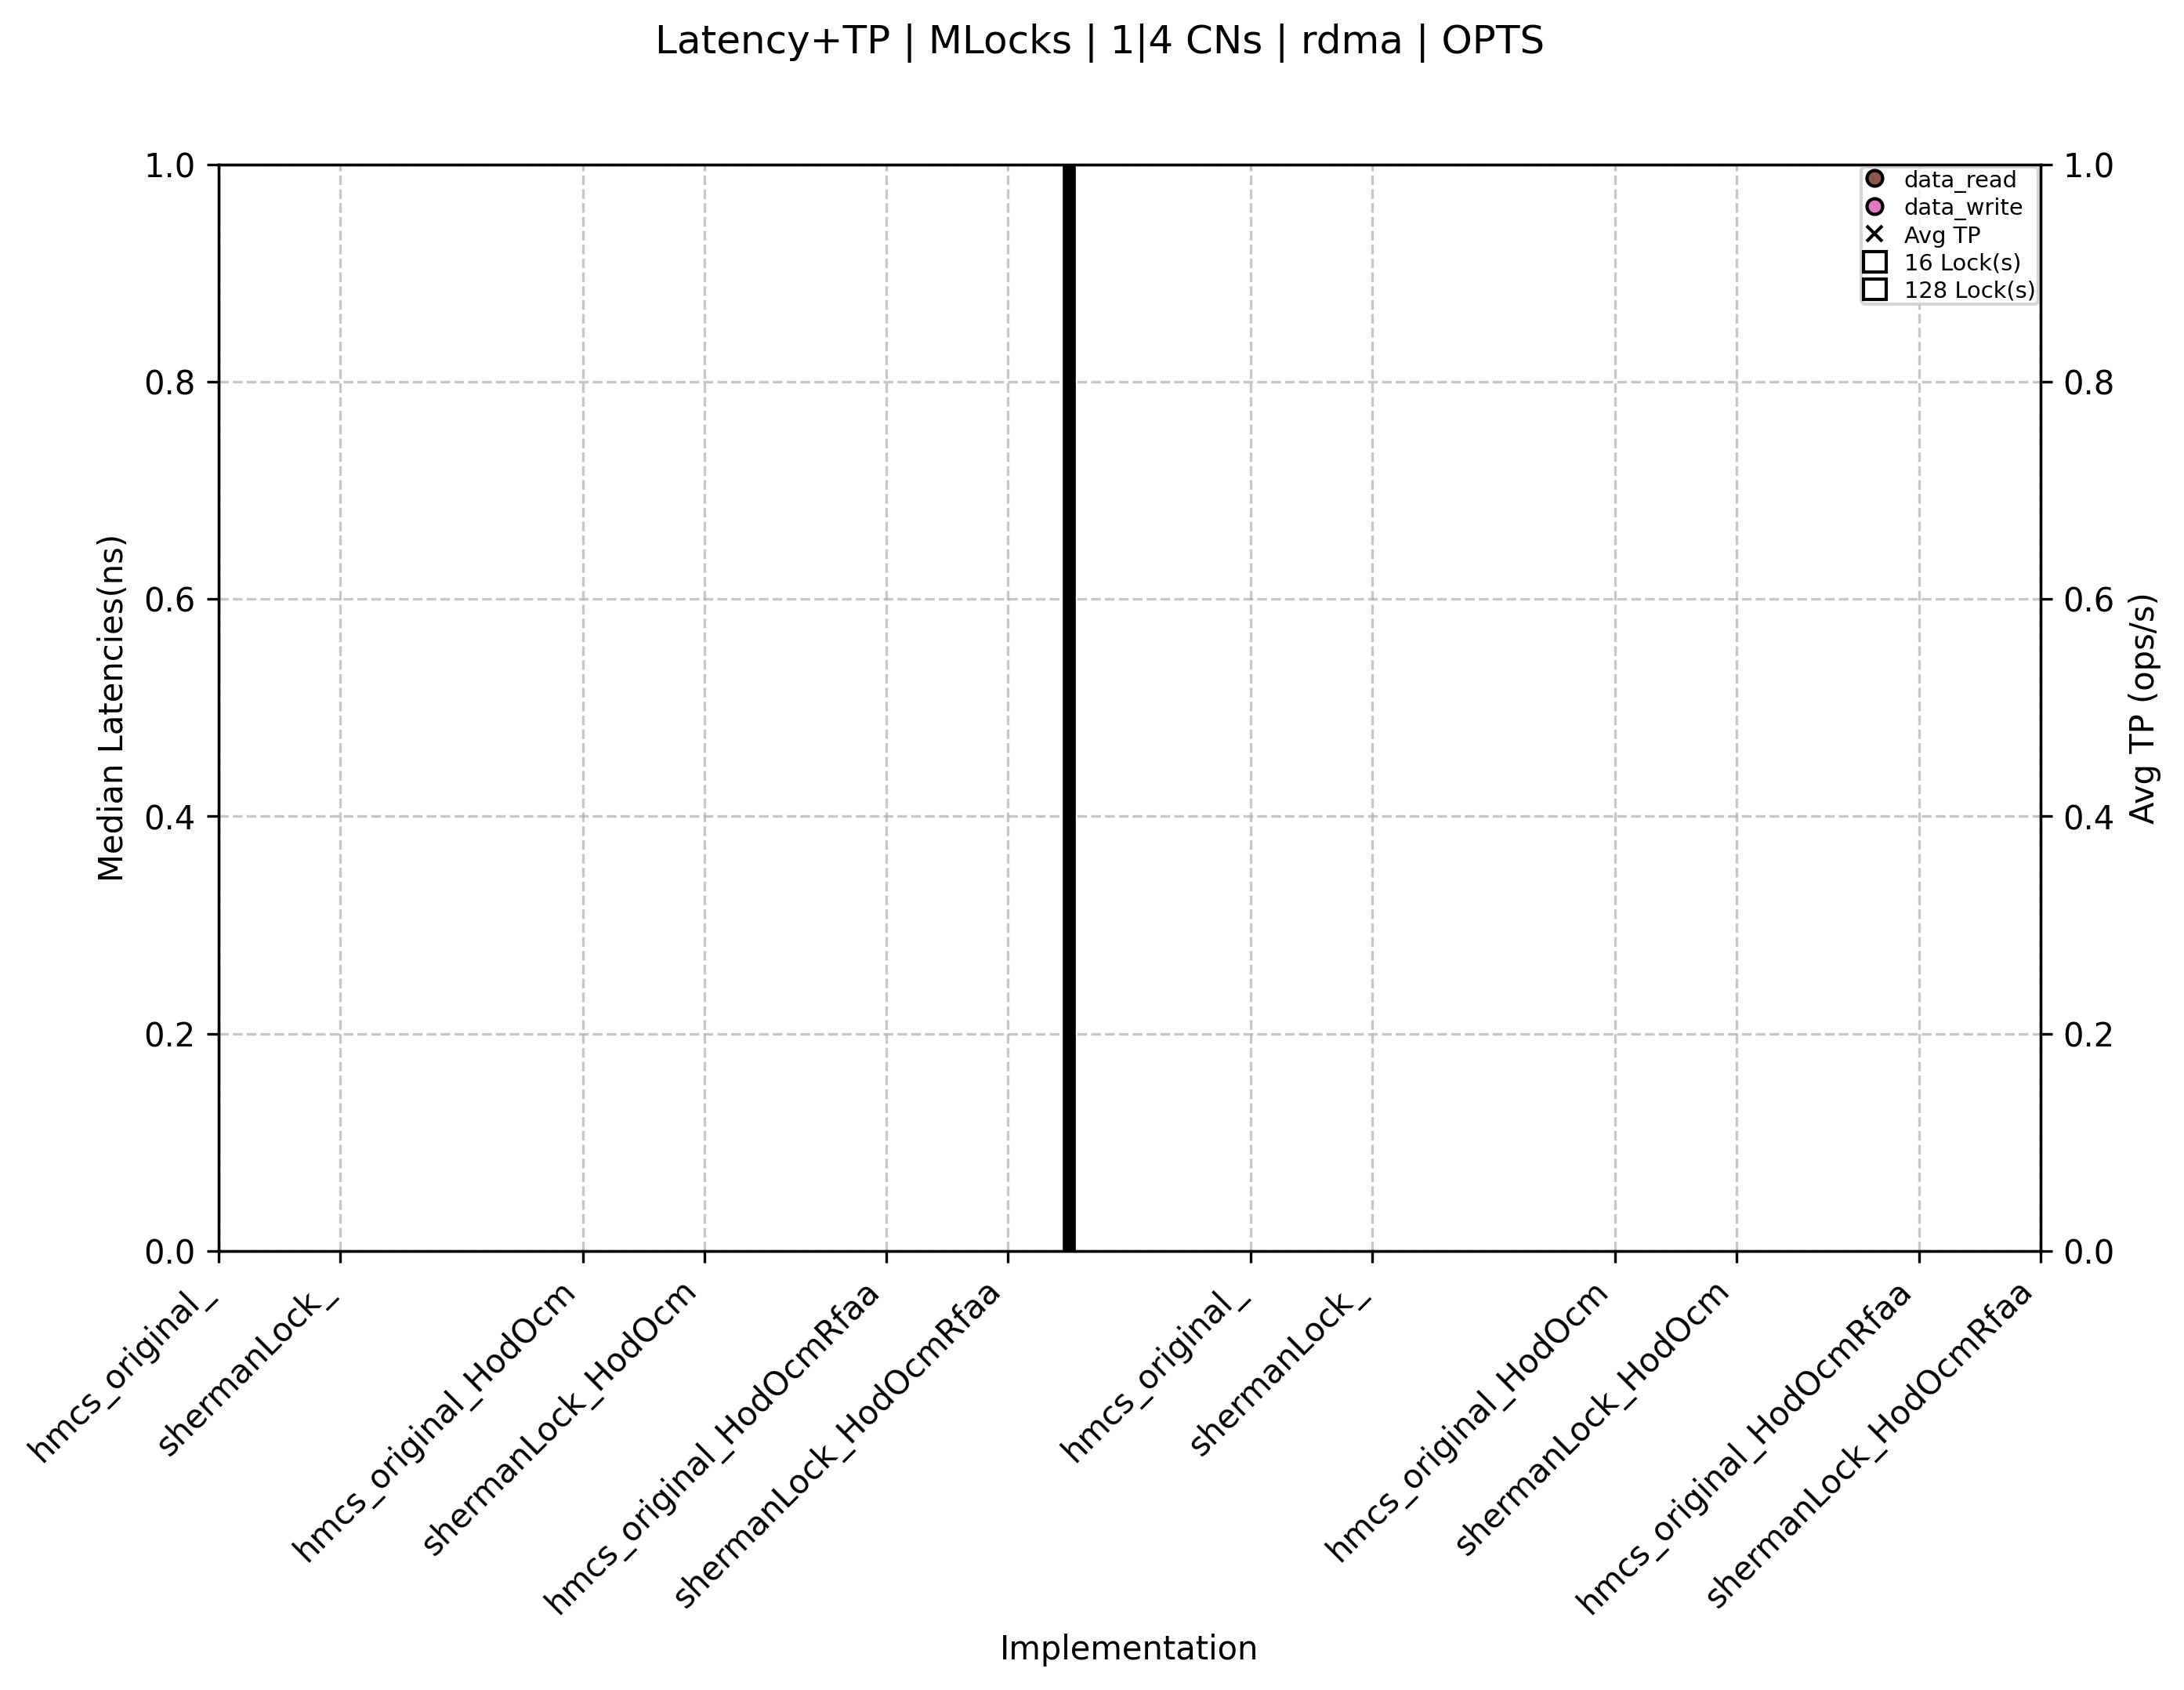 Latency+TP | MLocks | 1|4 CNs | rdma | OPTS
1.0
0.8
0.6
0.4
0.2
0.0
Median Latencies(ns)
data_read
data_write
Avg TP
16 Lock(s)
128 Lock(s)
1.0
0.8
0.6
0.4
0.2
0.0
Avg TP (ops/s)
hmcs_original_
shermanLock_
hmcs_original_HodOcm
shermanLock_HodOcm
hmcs_original_HodOcmRfaa
shermanLock_HodOcmRfaa
hmcs_original_
shermanLock_
hmcs_original_HodOcm
shermanLock_HodOcm
hmcs_original_HodOcmRfaa
shermanLock_HodOcmRfaa
Implementation